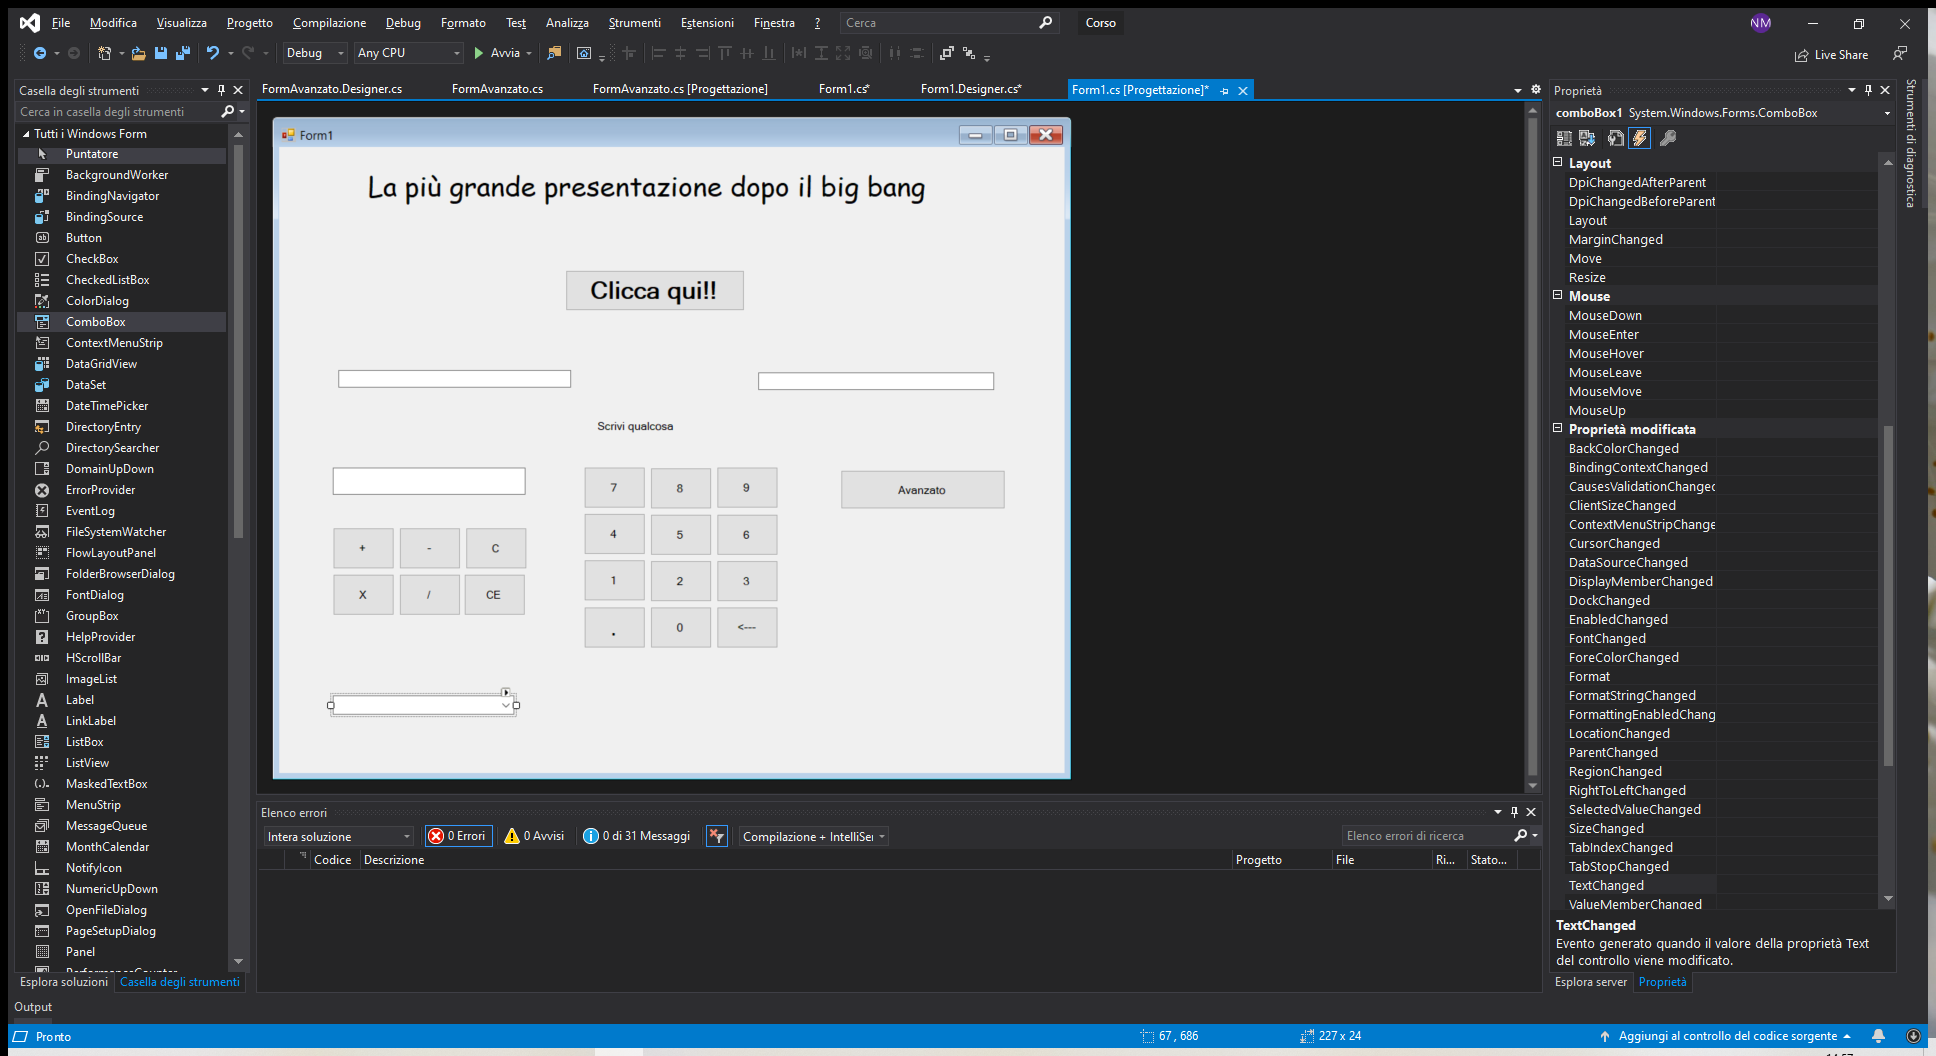 File Modifica Visualizza Progetto Compilazione Debug Formato Test Analizza Strumenti Estensioni Finestra ? Cerca Corso NM
Debug Any CPU Avvia Live Share
Casella degli strumenti
Cerca in casella degli strumenti
Tutti i Windows Form
Puntatore
BackgroundWorker
BindingNavigator
BindingSource
Button
CheckBox
CheckedListBox
ColorDialog
ComboBox
ContextMenuStrip
DataGridView
DataSet
DateTimePicker
DirectoryEntry
DirectorySearcher
DomainUpDown
ErrorProvider
EventLog
FileSystemWatcher
FlowLayoutPanel
FolderBrowserDialog
FontDialog
GroupBox
HelpProvider
HScrollBar
ImageList
Label
LinkLabel
ListBox
ListView
MaskedTextBox
MenuStrip
MessageQueue
MonthCalendar
NotifyIcon
NumericUpDown
OpenFileDialog
PageSetupDialog
Panel
Esplora soluzioni Casella degli strumenti
Output
FormAvanzato.Designer.cs FormAvanzato.cs FormAvanzato.cs [Progettazione] Form1.cs* Form1.Designer.cs* Form1.cs [Progettazione]*
Form1
La più grande presentazione dopo il big bang
Clicca qui!!
Scrivi qualcosa
7 8 9
Avanzato
4 5 6
+ - C
1 2 3
X / CE
. 0 <---
Elenco errori
Intera soluzione 0 Errori 0 Avvisi 0 di 31 Messaggi Compilazione + IntelliSe Elenco errori di ricerca
Codice Descrizione Progetto File Ri... Stato...
Proprietà
comboBox1 System.Windows.Forms.ComboBox
Layout
DpiChangedAfterParent
DpiChangedBeforeParent
Layout
MarginChanged
Move
Resize
Mouse
MouseDown
MouseEnter
MouseHover
MouseLeave
MouseMove
MouseUp
Proprietà modificata
BackColorChanged
BindingContextChanged
CausesValidationChanged
ClientSizeChanged
ContextMenuStripChange
CursorChanged
DataSourceChanged
DisplayMemberChanged
DockChanged
EnabledChanged
FontChanged
ForeColorChanged
Format
FormatStringChanged
FormattingEnabledChang
LocationChanged
ParentChanged
RegionChanged
RightToLeftChanged
SelectedValueChanged
SizeChanged
TabIndexChanged
TabStopChanged
TextChanged
ValueMemberChanged
TextChanged
Evento generato quando il valore della proprietà Text
del controllo viene modificato.
Esplora server Proprietà
Strumenti di diagnostica
Pronto 67 , 686 227 x 24 Aggiungi al controllo del codice sorgente